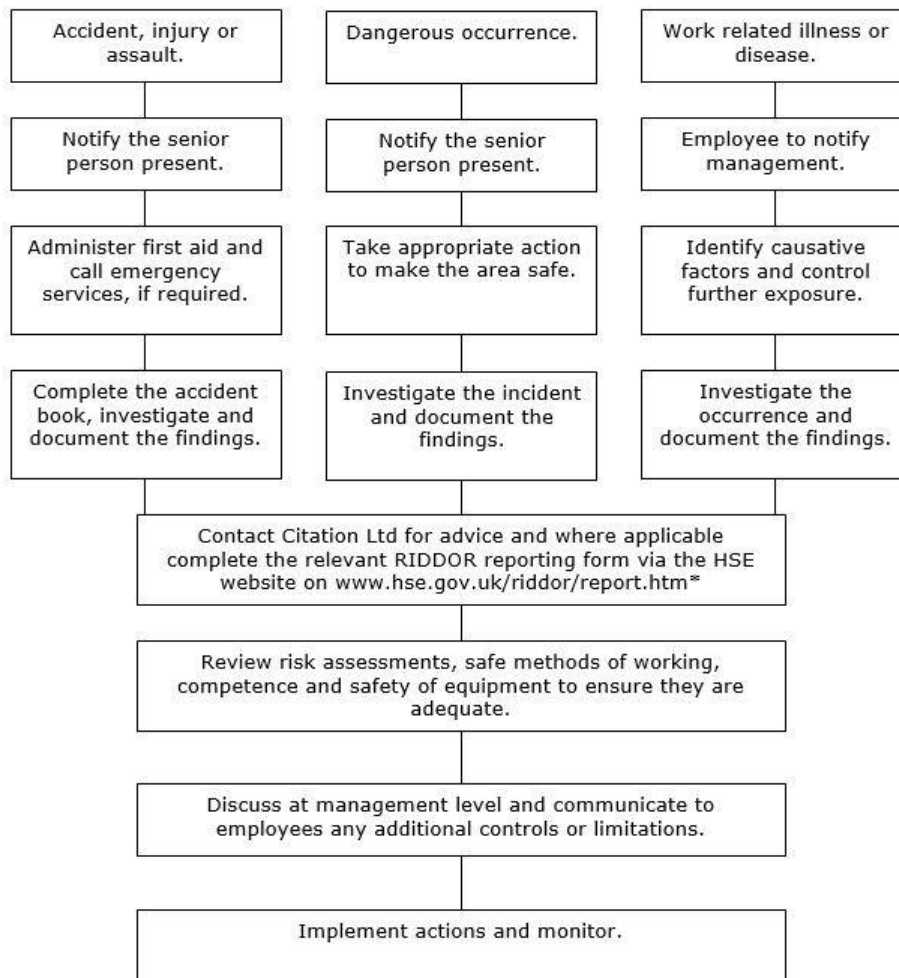 Accident, injury or
assault.
Dangerous occurrence.
Work related illness or
disease.
Notify the senior
person present.
Notify the senior
person present.
Employee to notify
management.
Administer first aid and
call emergency
services, if required.
Take appropriate action
to make the area safe.
Identify causative
factors and control
further exposure.
Complete the accident
book, investigate and
document the findings.
Investigate the incident
and document the
findings.
Investigate the
occurrence and
document the findings.
Contact Citation Ltd for advice and where applicable
complete the relevant RIDDOR reporting form via the HSE
website on www.hse.gov.uk/riddor/report.htm*
Review risk assessments, safe methods of working,
competence and safety of equipment to ensure they are
adequate.
Discuss at management level and communicate to
employees any additional controls or limitations.
Implement actions and monitor.